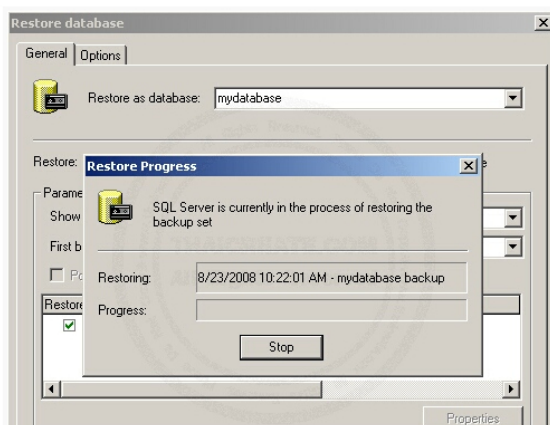 Restore database
General
Options
Restore as database: mydatabase
Restore:
Restore Progress
Parame
SQL Server is currently in the process of restoring the
backup set
Show
First b
Restoring: 8/23/2008 10:22:01 AM - mydatabase backup
Restore
Progress:
Stop
Properties